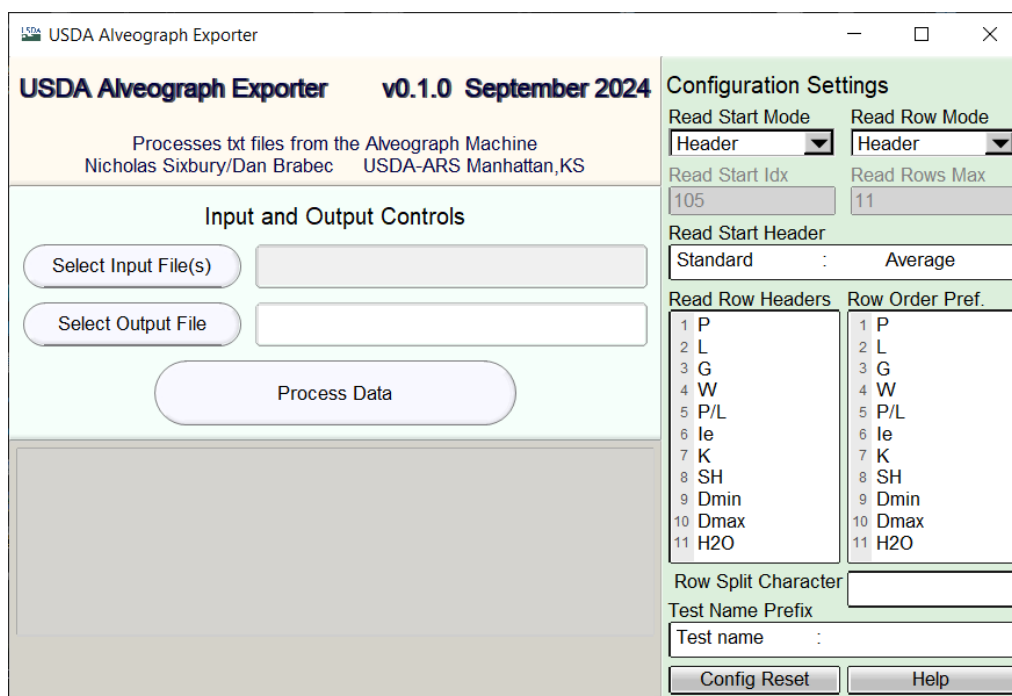 USDA USDA Alveograph Exporter
USDA Alveograph Exporter v0.1.0 September 2024
Processes txt files from the Alveograph Machine
Nicholas Sixbury/Dan Brabec USDA-ARS Manhattan,KS
Input and Output Controls
Select Input File(s)
Select Output File
Process Data
Configuration Settings
Read Start Mode Read Row Mode
Header Header
Read Start Idx Read Rows Max
105 11
Read Start Header
Standard : Average
Read Row Headers Row Order Pref.
1 P 1 P
2 L 2 L
3 G 3 G
4 W 4 W
5 P/L 5 P/L
6 Ie 6 Ie
7 K 7 K
8 SH 8 SH
9 Dmin 9 Dmin
10 Dmax 10 Dmax
11 H2O 11 H2O
Row Split Character
Test Name Prefix
Test name :
Config Reset Help